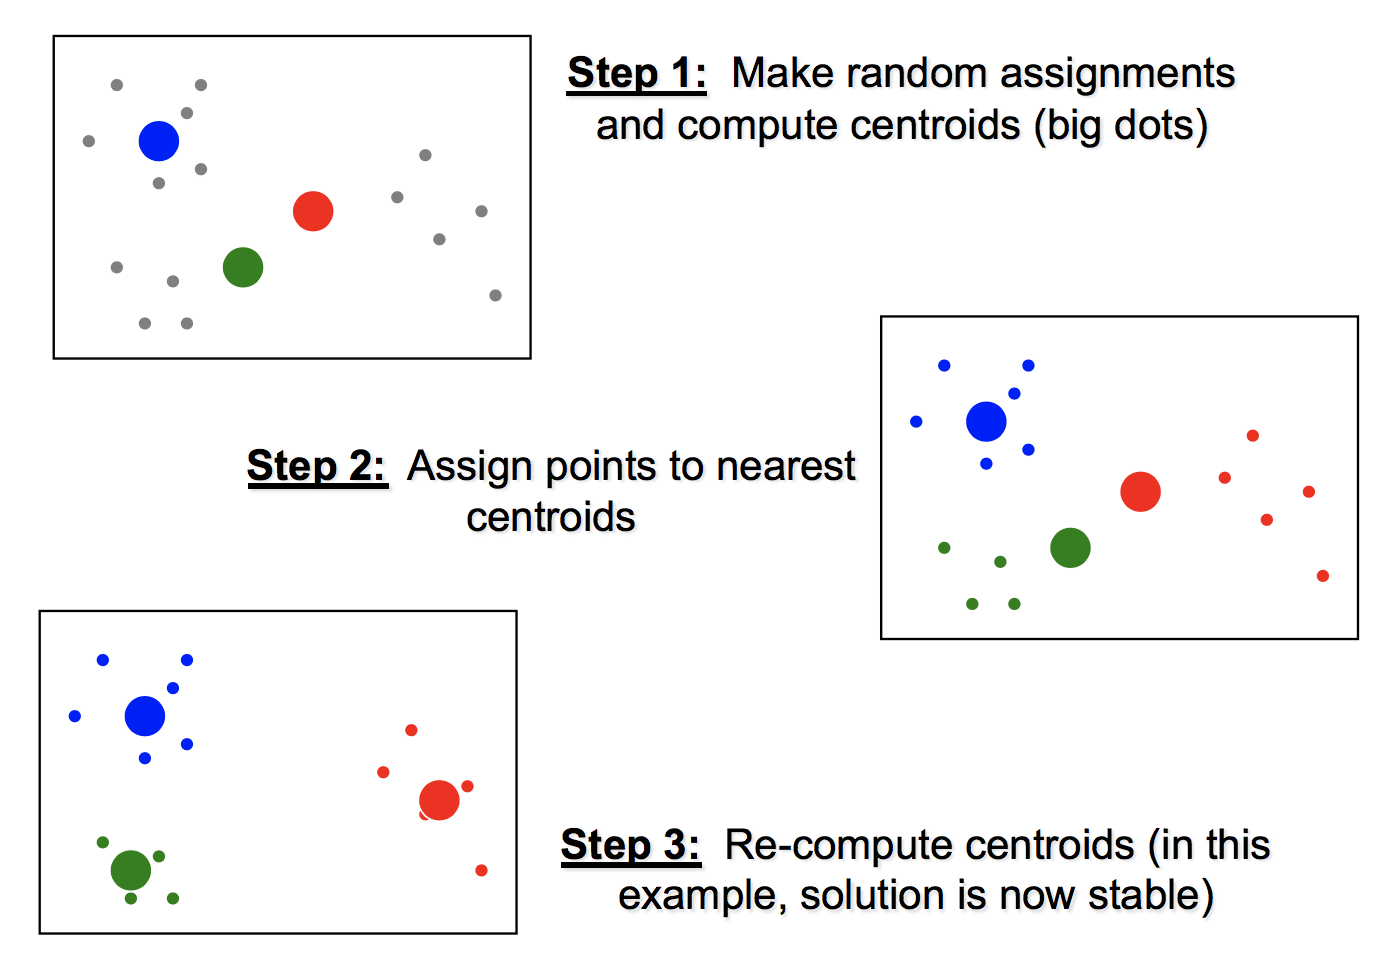 Step 1: Make random assignments
and compute centroids (big dots)
Step 2: Assign points to nearest
centroids
Step 3: Re-compute centroids (in this
example, solution is now stable)